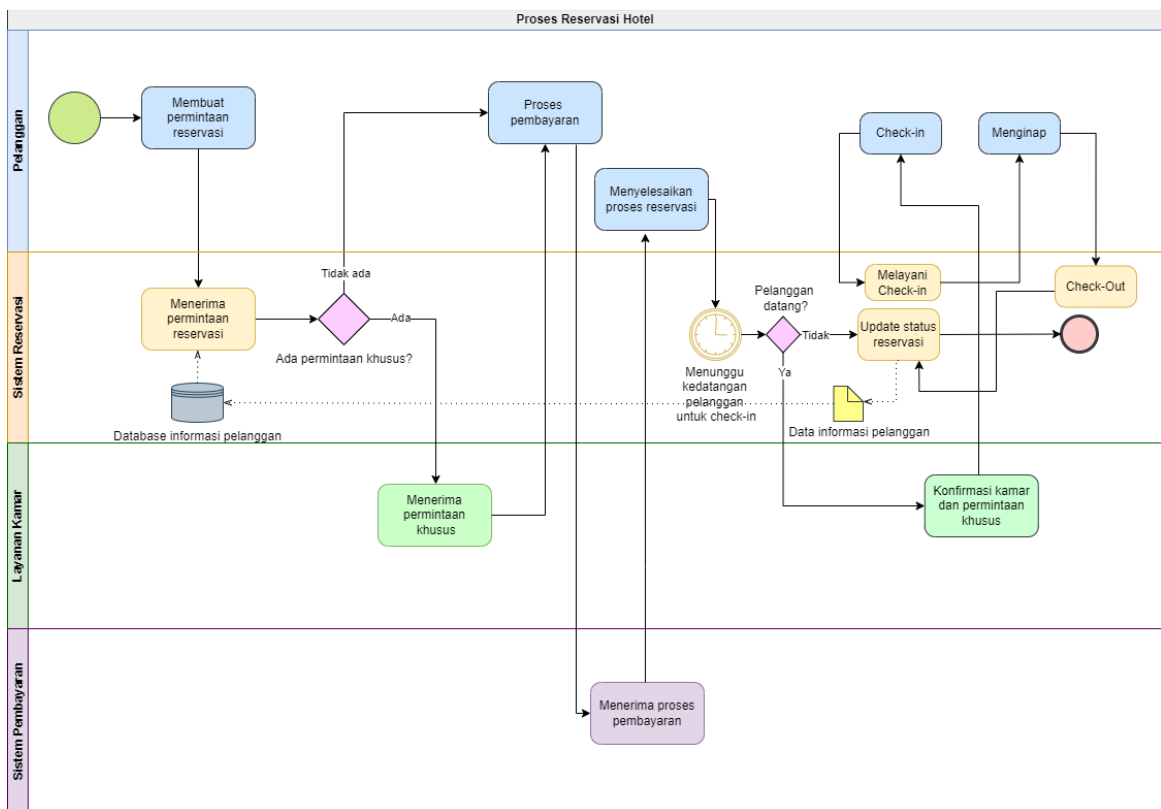 Proses Reservasi Hotel
Pelanggan
Membuat
permintaan
reservasi
Proses
pembayaran
Check-in
Menginap
Menyelesaikan
proses reservasi
Sistem Reservasi
Menerima
permintaan
reservasi
Tidak ada
Ada
Ada permintaan khusus?
Database informasi pelanggan
Menunggu
kedatangan
pelanggan
untuk check-in
Pelanggan
datang?
Tidak
Ya
Melayani
Check-in
Update status
reservasi
Check-Out
Data informasi pelanggan
Layanan Kamar
Menerima
permintaan
khusus
Konfirmasi kamar
dan permintaan
khusus
Sistem Pembayaran
Menerima proses
pembayaran